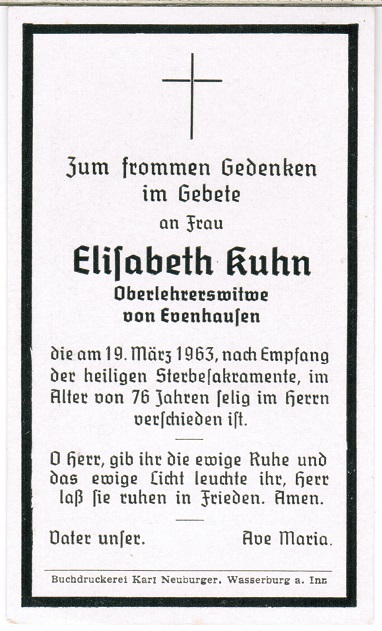 Zum frommen Gedenken
im Gebete
an Frau
Eliſabeth Kuhn
Oberlehrerswitwe
von Evenhauſen
die am 19. März 1963, nach Empfang
der heiligen Sterbeſakramente, im
Alter von 76 Jahren ſelig im Herrn
verſchieden iſt.
O Herr, gib ihr die ewige Ruhe und
das ewige Licht leuchte ihr, Herr
laß ſie ruhen in Frieden. Amen.
Vater unſer. Ave Maria.
Buchdruckerei Karl Neuburger, Wasserburg a. Inn